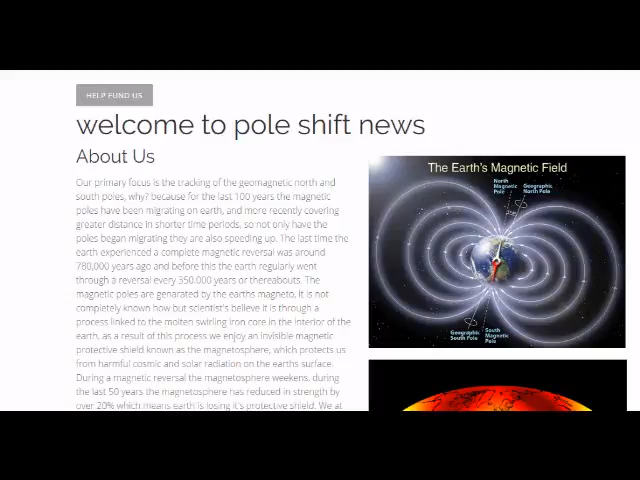 HELP FUND US
welcome to pole shift news
About Us
Our primary focus is the tracking of the geomagnetic north and
south poles, why? because for the last 100 years the magnetic
poles have been migrating on earth, and more recently covering
greater distance in shorter time periods, so not only have the
poles began migrating they are also speeding up. The last time the
earth experienced a complete magnetic reversal was around
780,000 years ago and before this the earth regularly went
through a reversal every 350.000 years or thereabouts. The
magnetic poles are genarated by the earths magneto, it is not
completely known how but scientist's believe it is through a
process linked to the molten swirling iron core in the interior of the
earth, as a result of this process we enjoy an invisible magnetic
protective shield known as the magnetosphere, which protects us
from harmful cosmic and solar radiation on the earths surface.
During a magnetic reversal the magnetosphere weekens, during
the last 50 years the magnetosphere has reduced in strength by
over 20% which means earth is losing it's protective shield. We at
The Earth's Magnetic Field
North
Magnetic
Pole
Geographic
North Pole
Geographic
South Pole
South
Magnetic
Pole